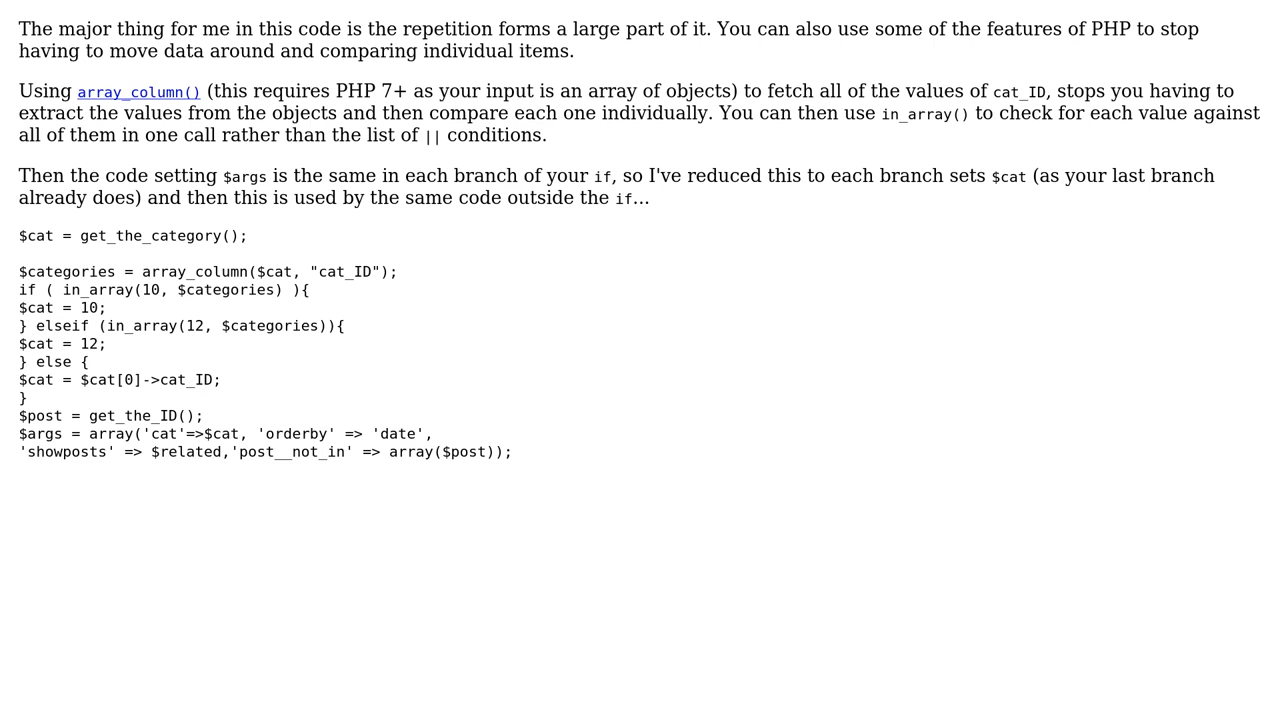 The major thing for me in this code is the repetition forms a large part of it. You can also use some of the features of PHP to stop
having to move data around and comparing individual items.
Using array_column() (this requires PHP 7+ as your input is an array of objects) to fetch all of the values of cat_ID, stops you having to
extract the values from the objects and then compare each one individually. You can then use in_array() to check for each value against
all of them in one call rather than the list of || conditions.
Then the code setting $args is the same in each branch of your if, so I've reduced this to each branch sets $cat (as your last branch
already does) and then this is used by the same code outside the if...
$cat = get_the_category();
$categories = array_column($cat, "cat_ID");
if ( in_array(10, $categories) ){
$cat = 10;
} elseif (in_array(12, $categories)){
$cat = 12;
} else {
$cat = $cat[0]->cat_ID;
}
$post = get_the_ID();
$args = array('cat'=>$cat, 'orderby' => 'date',
'showposts' => $related,'post__not_in' => array($post));